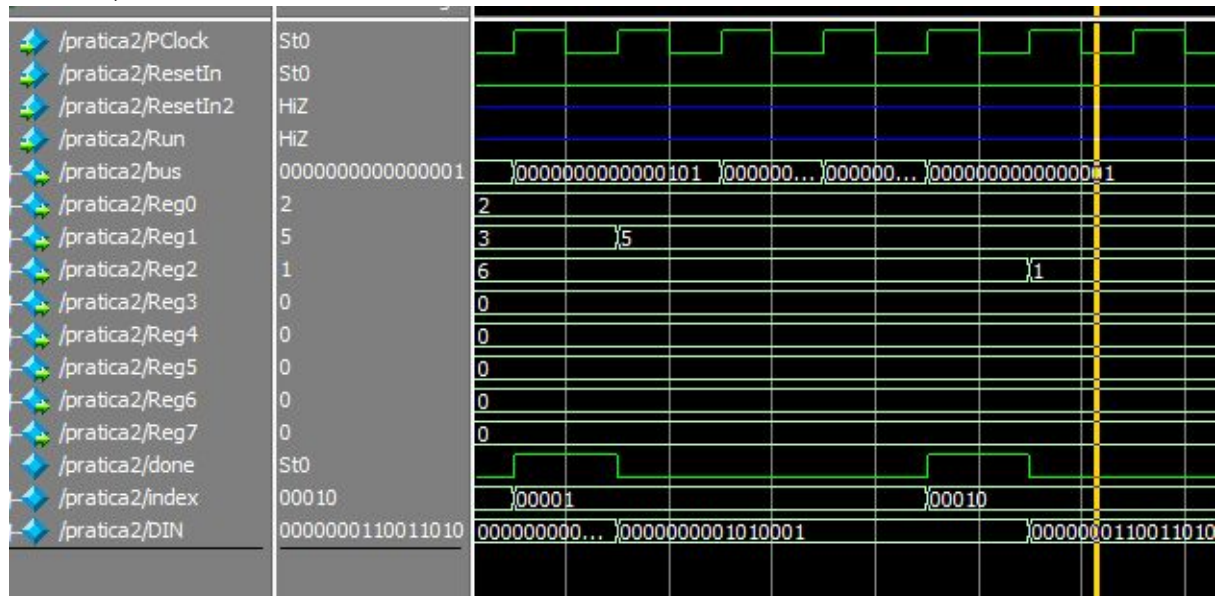 /pratica2/PClock St0
/pratica2/ResetIn St0
/pratica2/ResetIn2 HiZ
/pratica2/Run HiZ
/pratica2/bus 0000000000000001 0000000000000101 000000... 000000... 0000000000000001
/pratica2/Reg0 2 2
/pratica2/Reg1 5 3 5
/pratica2/Reg2 1 6 1
/pratica2/Reg3 0 0
/pratica2/Reg4 0 0
/pratica2/Reg5 0 0
/pratica2/Reg6 0 0
/pratica2/Reg7 0 0
/pratica2/done St0
/pratica2/index 00010 00001 00010
/pratica2/DIN 0000000110011010 000000000... 0000000001010001 0000000110011010